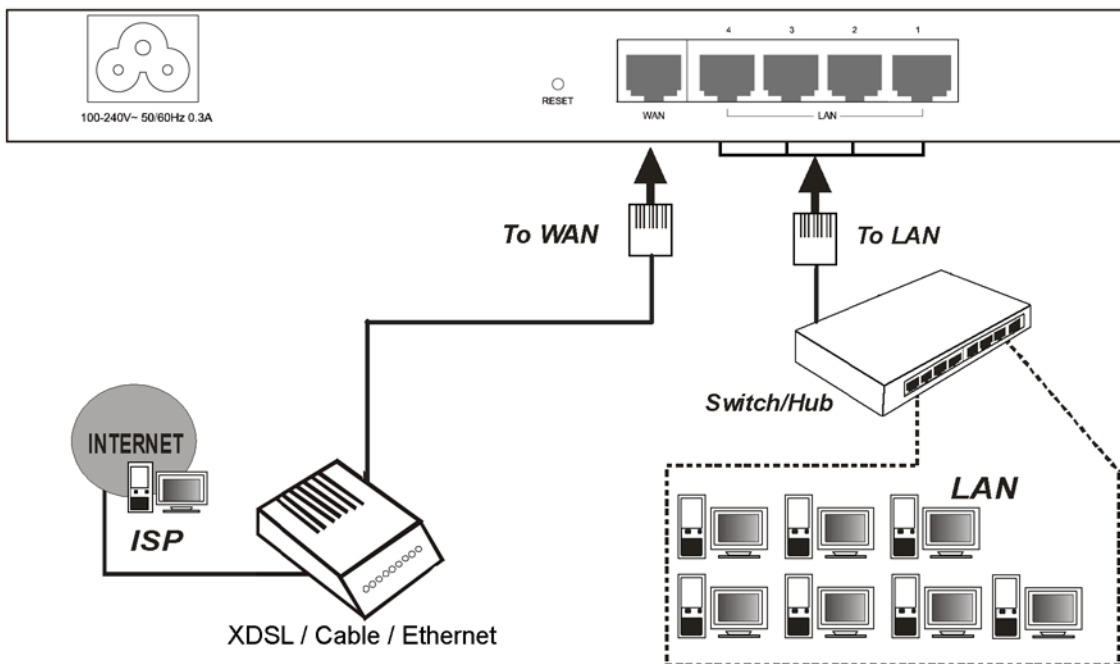 4 3 2 1
RESET
WAN
LAN
100-240V~ 50/60Hz 0.3A
To WAN
To LAN
Switch/Hub
INTERNET
ISP
LAN
XDSL / Cable / Ethernet